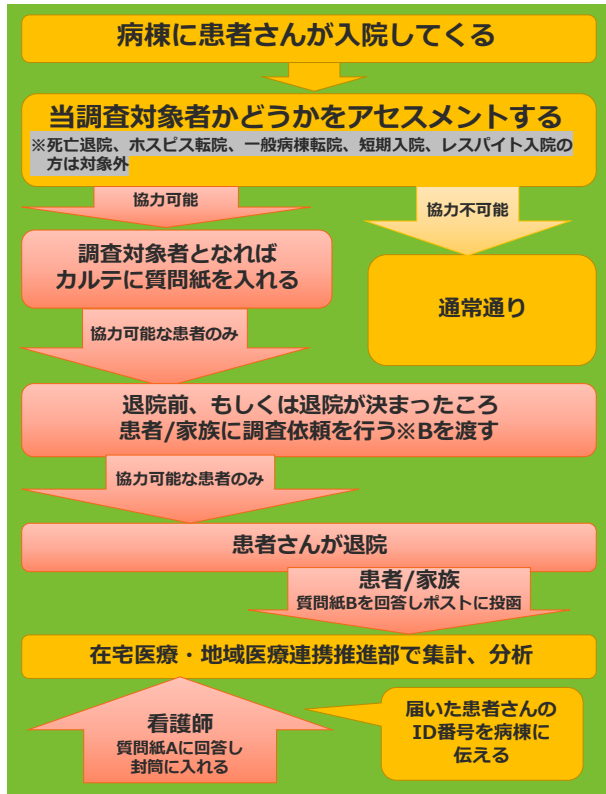 病棟に患者さんが入院してくる
当調査対象者かどうかをアセスメントする
※死亡退院、ホスピス転院、一般病棟転院、短期入院、レスパイト入院の
方は対象外
協力可能
協力不可能
調査対象者となれば
カルテに質問紙を入れる
通常通り
協力可能な患者のみ
退院前、もしくは退院が決まったころ
患者/家族に調査依頼を行う※Bを渡す
協力可能な患者のみ
患者さんが退院
患者/家族
質問紙Bを回答しポストに投函
在宅医療・地域医療連携推進部で集計、分析
看護師
質問紙Aに回答し
封筒に入れる
届いた患者さんの
ID番号を病棟に
伝える